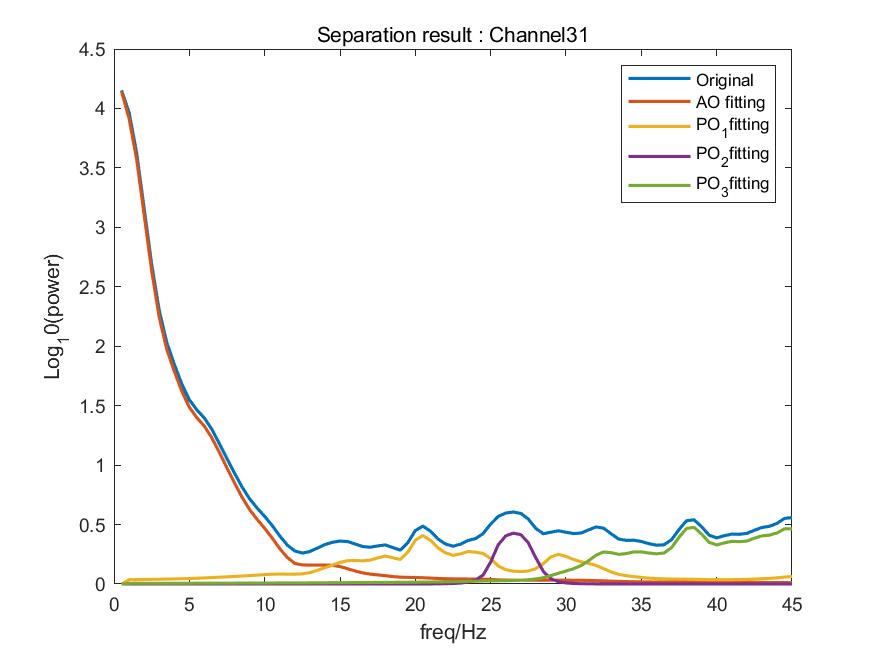 Separation result : Channel31
4.5
4
3.5
3
2.5
2
1.5
1
0.5
0
Log₁0(power)
Original
AO fitting
PO₁fitting
PO₂fitting
PO₃fitting
0 5 10 15 20 25 30 35 40 45
freq/Hz